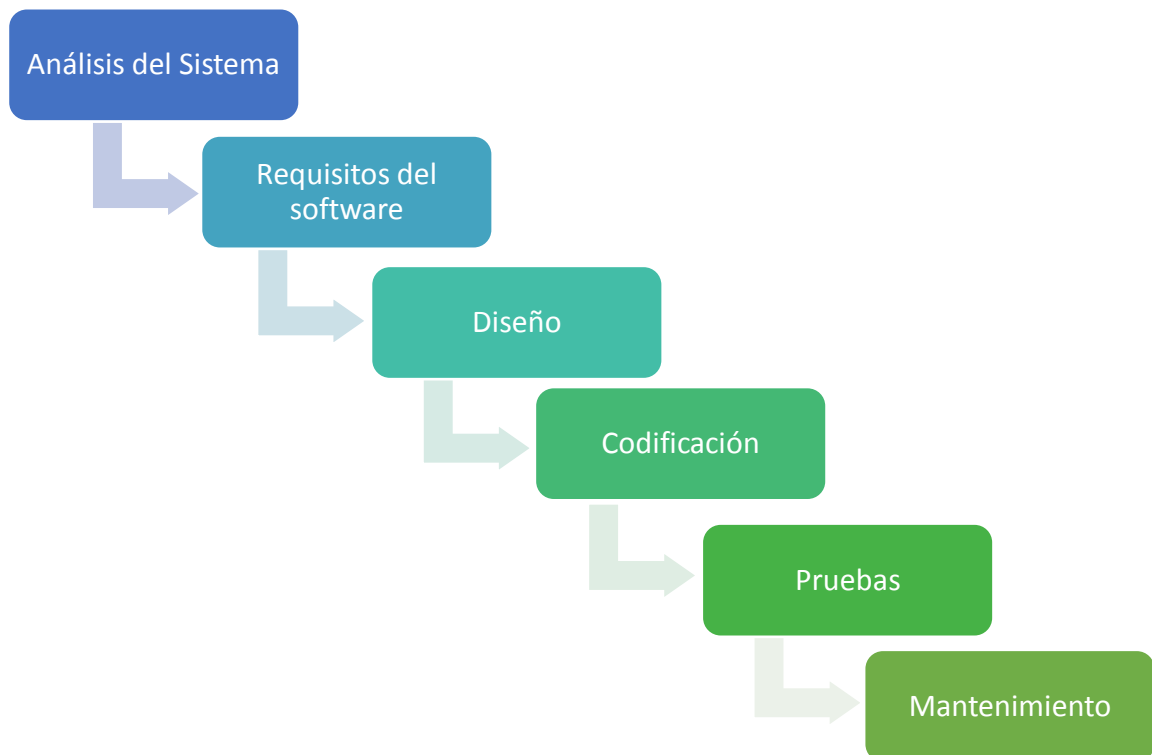 Análisis del Sistema
Requisitos del
software
Diseño
Codificación
Pruebas
Mantenimiento